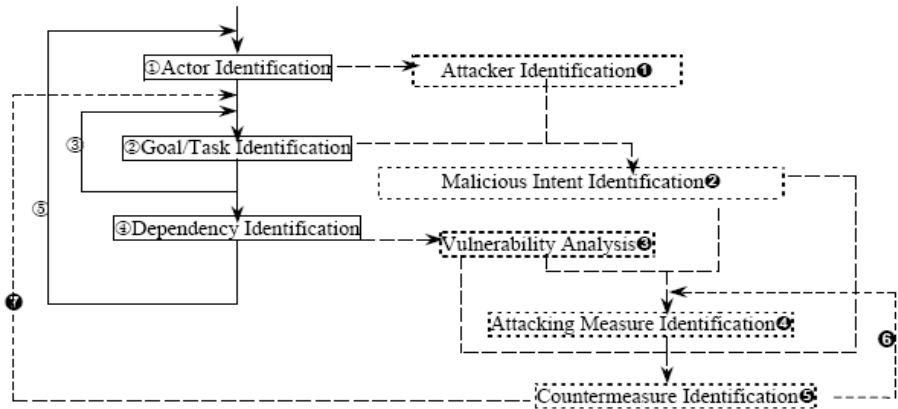 ①Actor Identification
Attacker Identification❶
③
②Goal/Task Identification
Malicious Intent Identification❷
⑤
④Dependency Identification
Vulnerability Analysis❸
❼
Attacking Measure Identification❹
❻
Countermeasure Identification❺